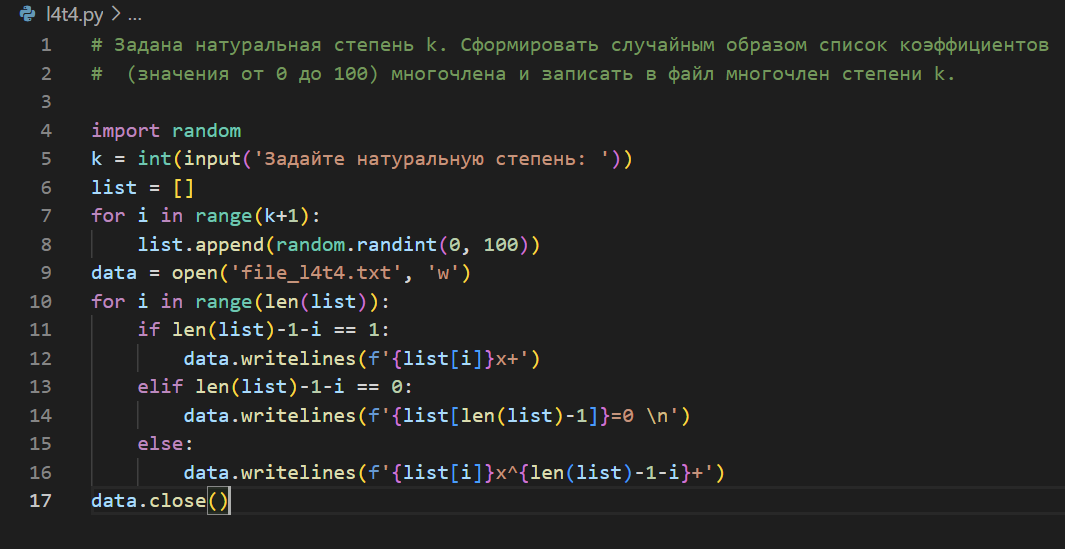 l4t4.py > ...
1 # Задана натуральная степень k. Сформировать случайным образом список коэффициентов
2 #  (значения от 0 до 100) многочлена и записать в файл многочлен степени k.
3
4 import random
5 k = int(input('Задайте натуральную степень: '))
6 list = []
7 for i in range(k+1):
8     list.append(random.randint(0, 100))
9 data = open('file_l4t4.txt', 'w')
10 for i in range(len(list)):
11     if len(list)-1-i == 1:
12         data.writelines(f'{list[i]}x+')
13     elif len(list)-1-i == 0:
14         data.writelines(f'{list[len(list)-1]}=0 \n')
15     else:
16         data.writelines(f'{list[i]}x^{len(list)-1-i}+')
17 data.close()